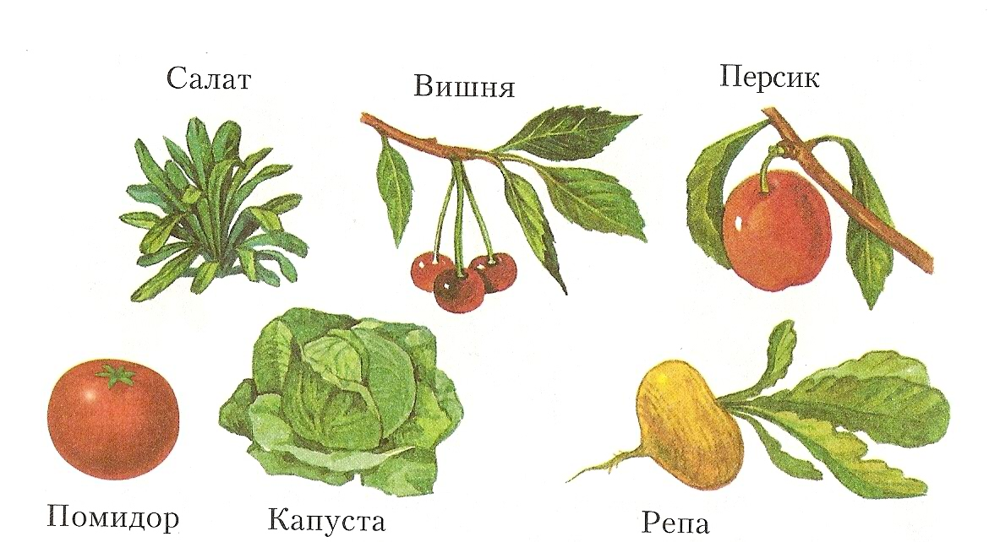 Салат
Вишня
Персик
Помидор
Капуста
Репа